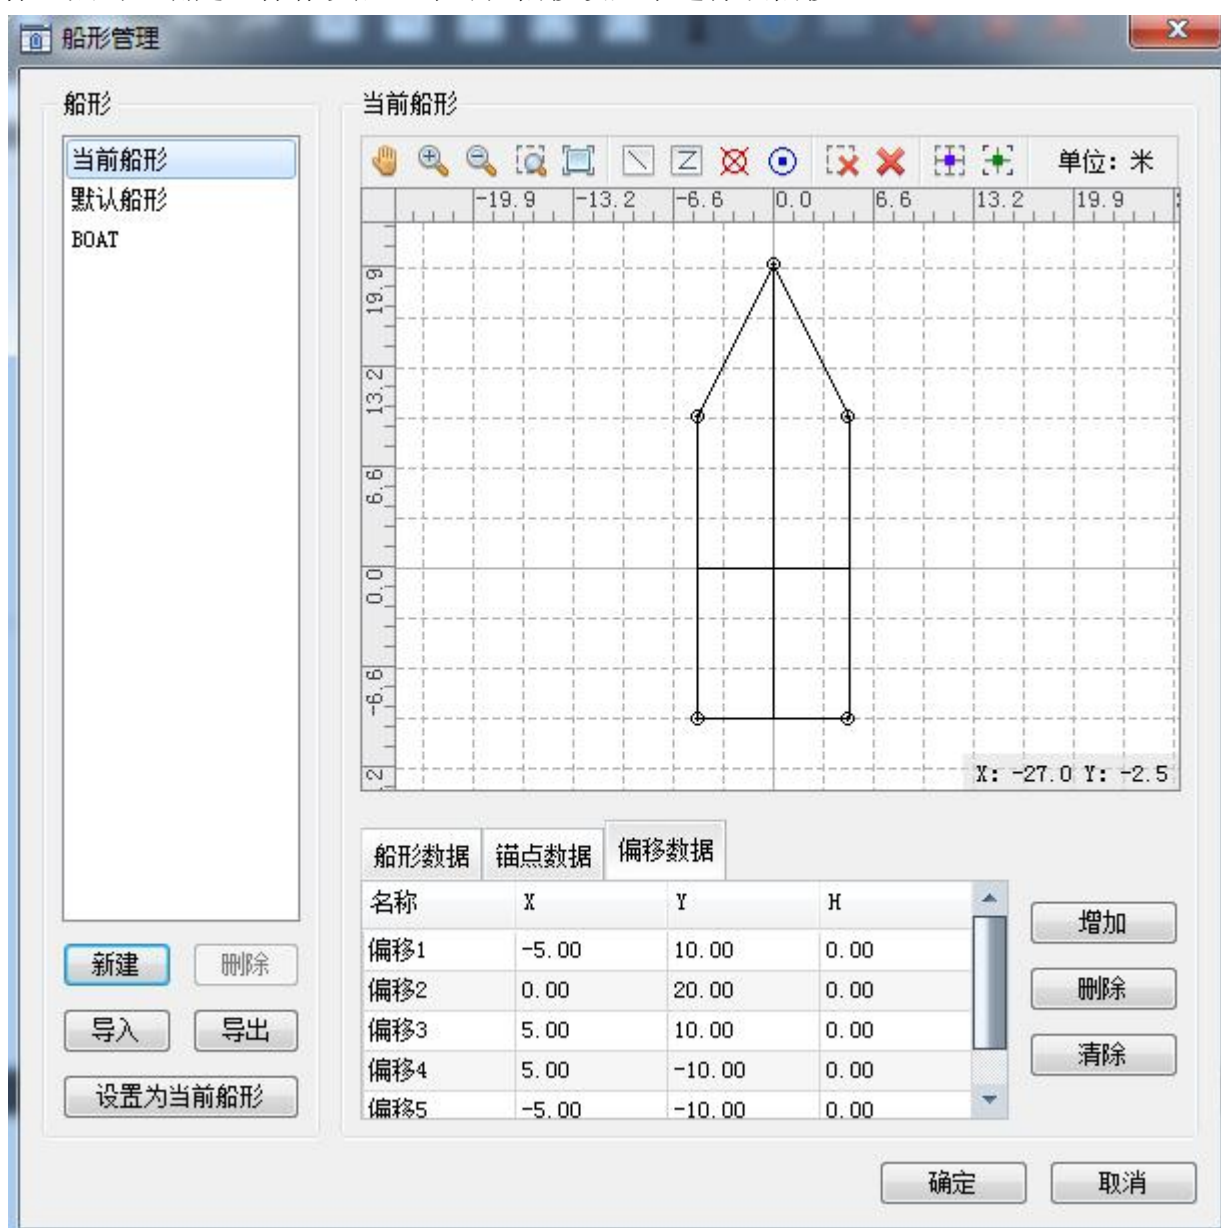 船形管理
船形
当前船形
默认船形
BOAT
新建 删除
导入 导出
设置为当前船形
当前船形
单位: 米
-19.9 -13.2 -6.6 0.0 6.6 13.2 19.9
19.9
13.2
6.6
0.0
-6.6
X: -27.0 Y: -2.5
船形数据 锚点数据 偏移数据
名称 X Y H
偏移1 -5.00 10.00 0.00
偏移2 0.00 20.00 0.00
偏移3 5.00 10.00 0.00
偏移4 5.00 -10.00 0.00
偏移5 -5.00 -10.00 0.00
增加
删除
清除
确定 取消